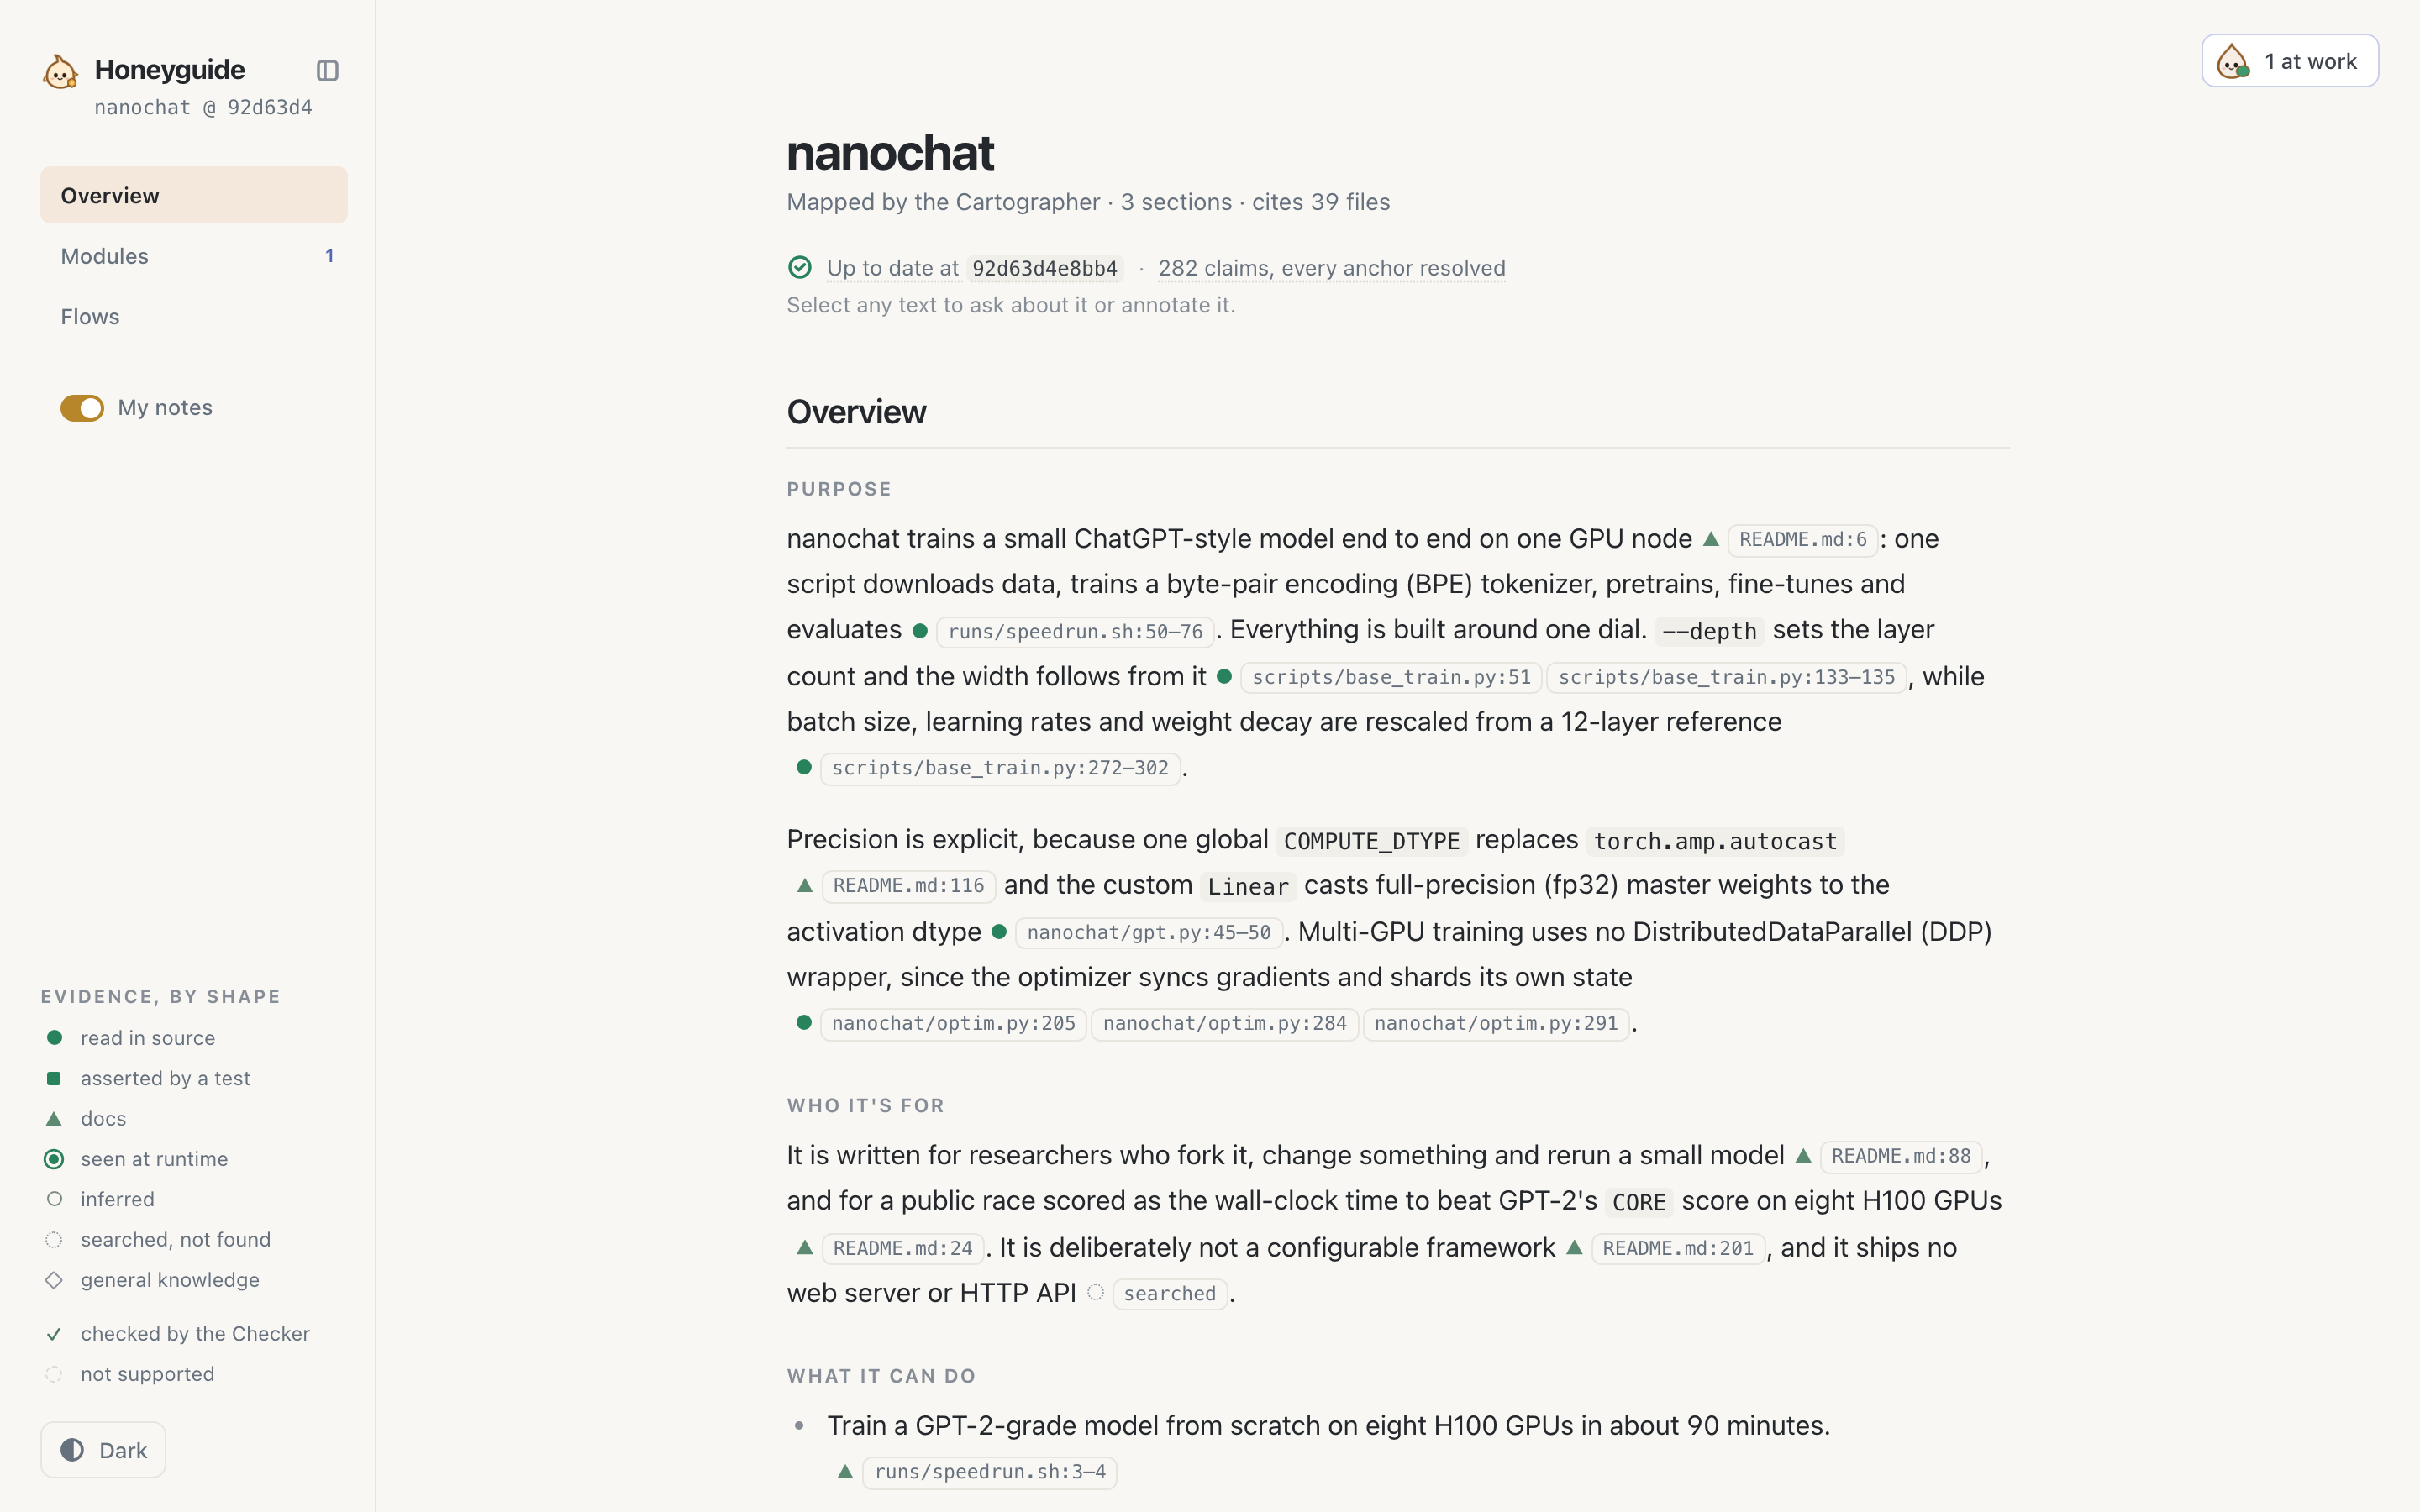 Honeyguide
nanochat @ 92d63d4
Overview
Modules 1
Flows
My notes
EVIDENCE, BY SHAPE
read in source
asserted by a test
docs
seen at runtime
inferred
searched, not found
general knowledge
checked by the Checker
not supported
Dark
1 at work
nanochat
Mapped by the Cartographer · 3 sections · cites 39 files
Up to date at 92d63d4e8bb4 · 282 claims, every anchor resolved
Select any text to ask about it or annotate it.
Overview
PURPOSE
nanochat trains a small ChatGPT-style model end to end on one GPU node README.md:6 : one
script downloads data, trains a byte-pair encoding (BPE) tokenizer, pretrains, fine-tunes and
evaluates runs/speedrun.sh:50–76 . Everything is built around one dial. --depth sets the layer
count and the width follows from it scripts/base_train.py:51 scripts/base_train.py:133–135 , while
batch size, learning rates and weight decay are rescaled from a 12-layer reference
scripts/base_train.py:272–302 .
Precision is explicit, because one global COMPUTE_DTYPE replaces torch.amp.autocast
README.md:116 and the custom Linear casts full-precision (fp32) master weights to the
activation dtype nanochat/gpt.py:45–50 . Multi-GPU training uses no DistributedDataParallel (DDP)
wrapper, since the optimizer syncs gradients and shards its own state
nanochat/optim.py:205 nanochat/optim.py:284 nanochat/optim.py:291 .
WHO IT'S FOR
It is written for researchers who fork it, change something and rerun a small model README.md:88 ,
and for a public race scored as the wall-clock time to beat GPT-2's CORE score on eight H100 GPUs
README.md:24 . It is deliberately not a configurable framework README.md:201 , and it ships no
web server or HTTP API searched .
WHAT IT CAN DO
• Train a GPT-2-grade model from scratch on eight H100 GPUs in about 90 minutes.
runs/speedrun.sh:3–4